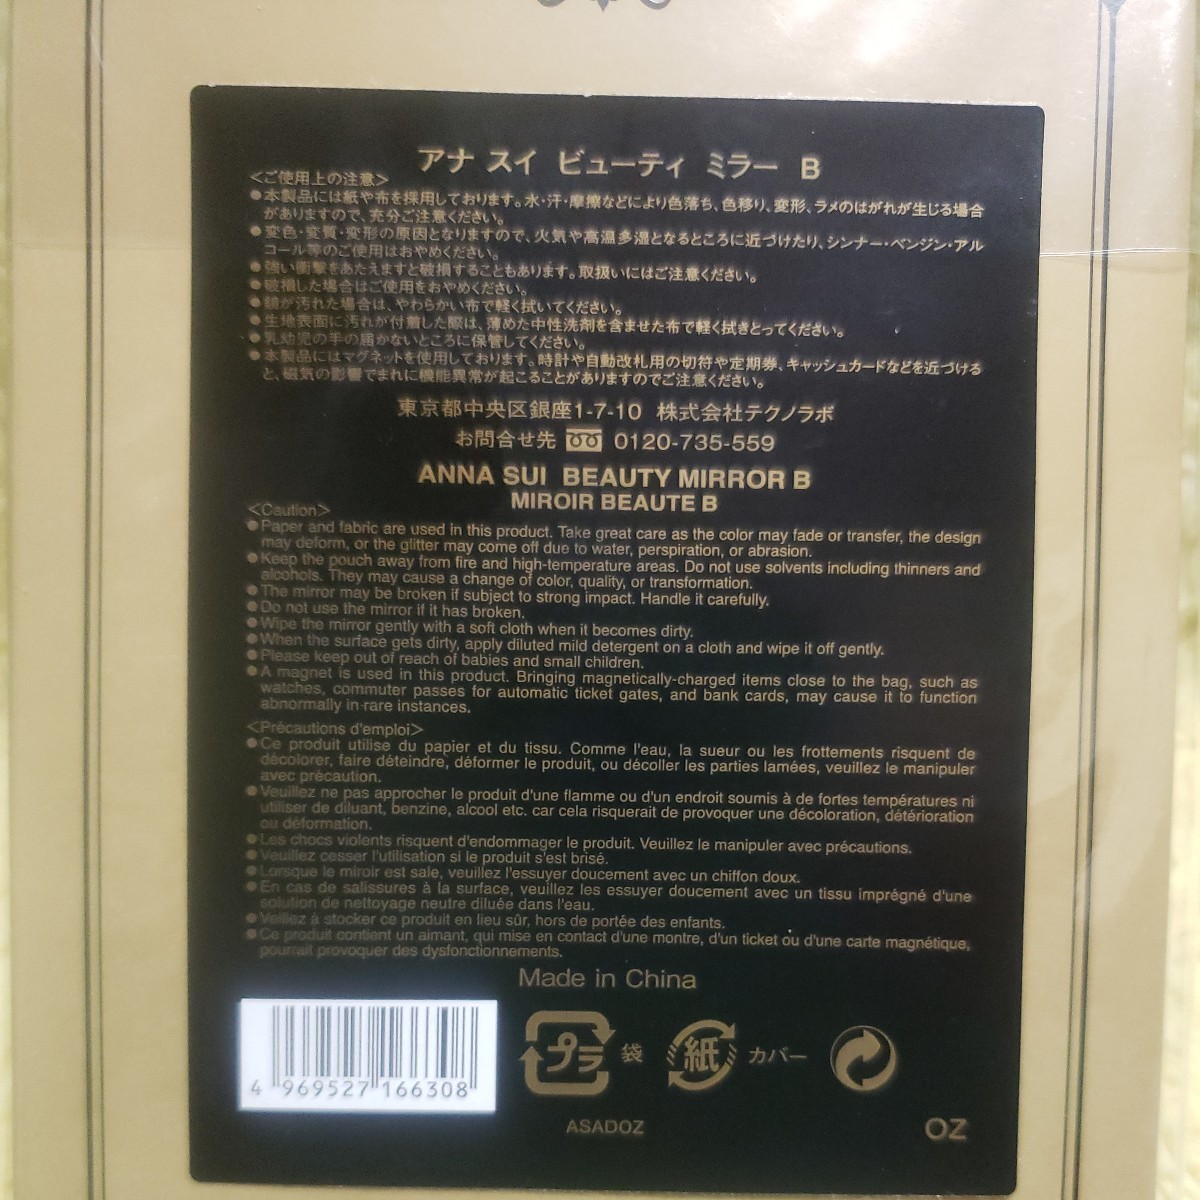 アナ スイ ビューティ ミラー B
<ご使用上の注意>
●本製品には紙や布を採用しております。水・汗・摩擦などにより色落ち、色移り、変形、ラメのはがれが生じる場合
がありますので、充分ご注意ください。
●変色・変質・変形の原因となりますので、火気や高温多湿となるところに近づけたり、シンナー・ベンジン・アル
コール等のご使用はおやめください。
●強い衝撃をあたえますと破損することもあります。取扱いにはご注意ください。
●破損した場合はご使用をおやめください。
●鏡が汚れた場合は、やわらかい布で軽く拭いてください。
●生地表面に汚れが付着した際は、薄めた中性洗剤を含ませた布で軽く拭きとってください。
●乳幼児の手の届かないところに保管してください。
●本製品にはマグネットを使用しております。時計や自動改札用の切符や定期券、キャッシュカードなどを近づける
と、磁気の影響でまれに機能異常が起こることがありますのでご注意ください。
東京都中央区銀座1-7-10 株式会社テクノラボ
お問合せ先 0120-735-559
ANNA SUI BEAUTY MIRROR B
MIROIR BEAUTE B
<Caution>
●Paper and fabric are used in this product. Take great care as the color may fade or transfer, the design
may deform, or the glitter may come off due to water, perspiration, or abrasion.
●Keep the pouch away from fire and high-temperature areas. Do not use solvents including thinners and
alcohols. They may cause a change of color, quality, or transformation.
●The mirror may be broken if subject to strong impact. Handle it carefully.
●Do not use the mirror if it has broken.
●Wipe the mirror gently with a soft cloth when it becomes dirty.
●When the surface gets dirty, apply diluted mild detergent on a cloth and wipe it off gently.
●Please keep out of reach of babies and small children.
●A magnet is used in this product. Bringing magnetically-charged items close to the bag, such as
watches, commuter passes for automatic ticket gates, and bank cards, may cause it to function
abnormally in rare instances.
<Précautions d'emploi>
●Ce produit utilise du papier et du tissu. Comme l'eau, la sueur ou les frottements risquent de
décolorer, faire déteindre, déformer le produit, ou décoller les parties lamées, veuillez le manipuler
avec précaution.
●Veuillez ne pas approcher le produit d'une flamme ou d'un endroit soumis à de fortes températures ni
utiliser de diluant, benzine, alcool etc. car cela risquerait de provoquer une décoloration, détérioration
ou déformation.
●Les chocs violents risquent d'endommager le produit. Veuillez le manipuler avec précautions.
●Veuillez cesser l'utilisation si le produit s'est brisé.
●Lorsque le miroir est sale, veuillez l'essuyer doucement avec un chiffon doux.
●En cas de salissures à la surface, veuillez les essuyer doucement avec un tissu imprégné d'une
solution de nettoyage neutre diluée dans l'eau.
●Veillez à stocker ce produit en lieu sûr, hors de portée des enfants.
●Ce produit contient un aimant, qui mise en contact d'une montre, d'un ticket ou d'une carte magnétique,
pourrait provoquer des dysfonctionnements.
Made in China
4 969527 166308
プラ 袋 紙 カバー
ASADOZ
OZ